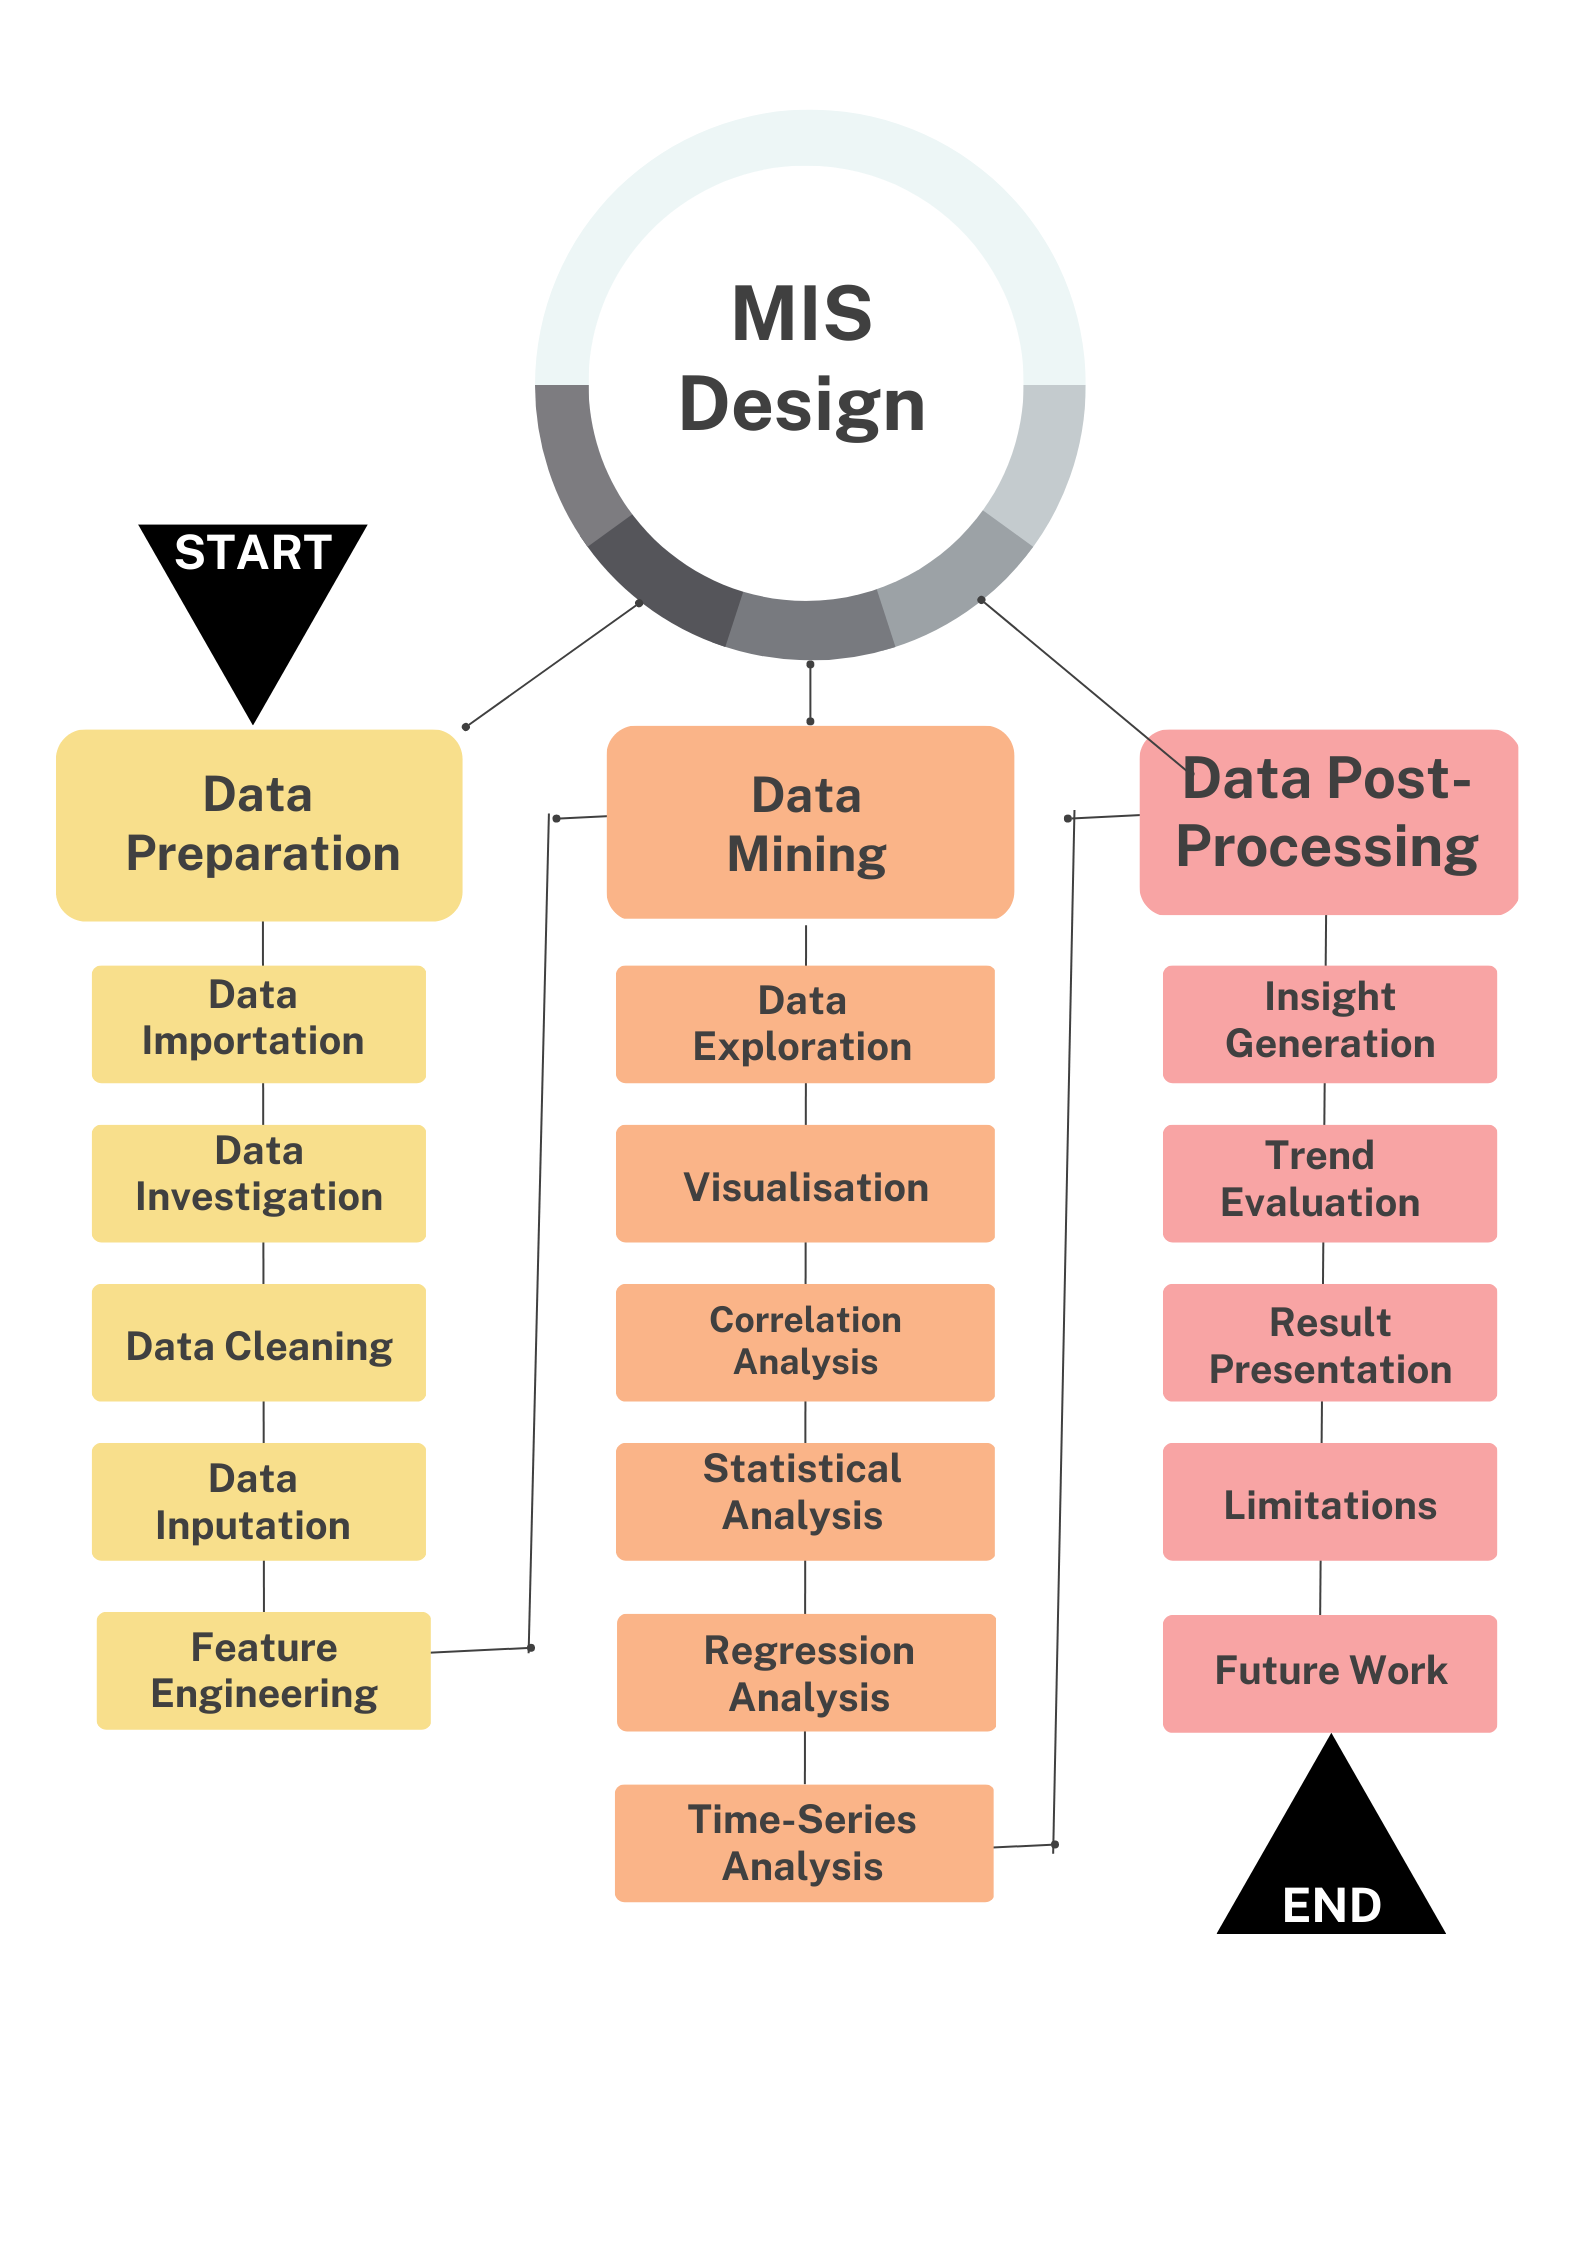 MIS
Design
START
Data
Preparation
Data
Importation
Data
Investigation
Data Cleaning
Data
Inputation
Feature
Engineering
Data
Mining
Data
Exploration
Visualisation
Correlation
Analysis
Statistical
Analysis
Regression
Analysis
Time-Series
Analysis
Data Post-
Processing
Insight
Generation
Trend
Evaluation
Result
Presentation
Limitations
Future Work
END